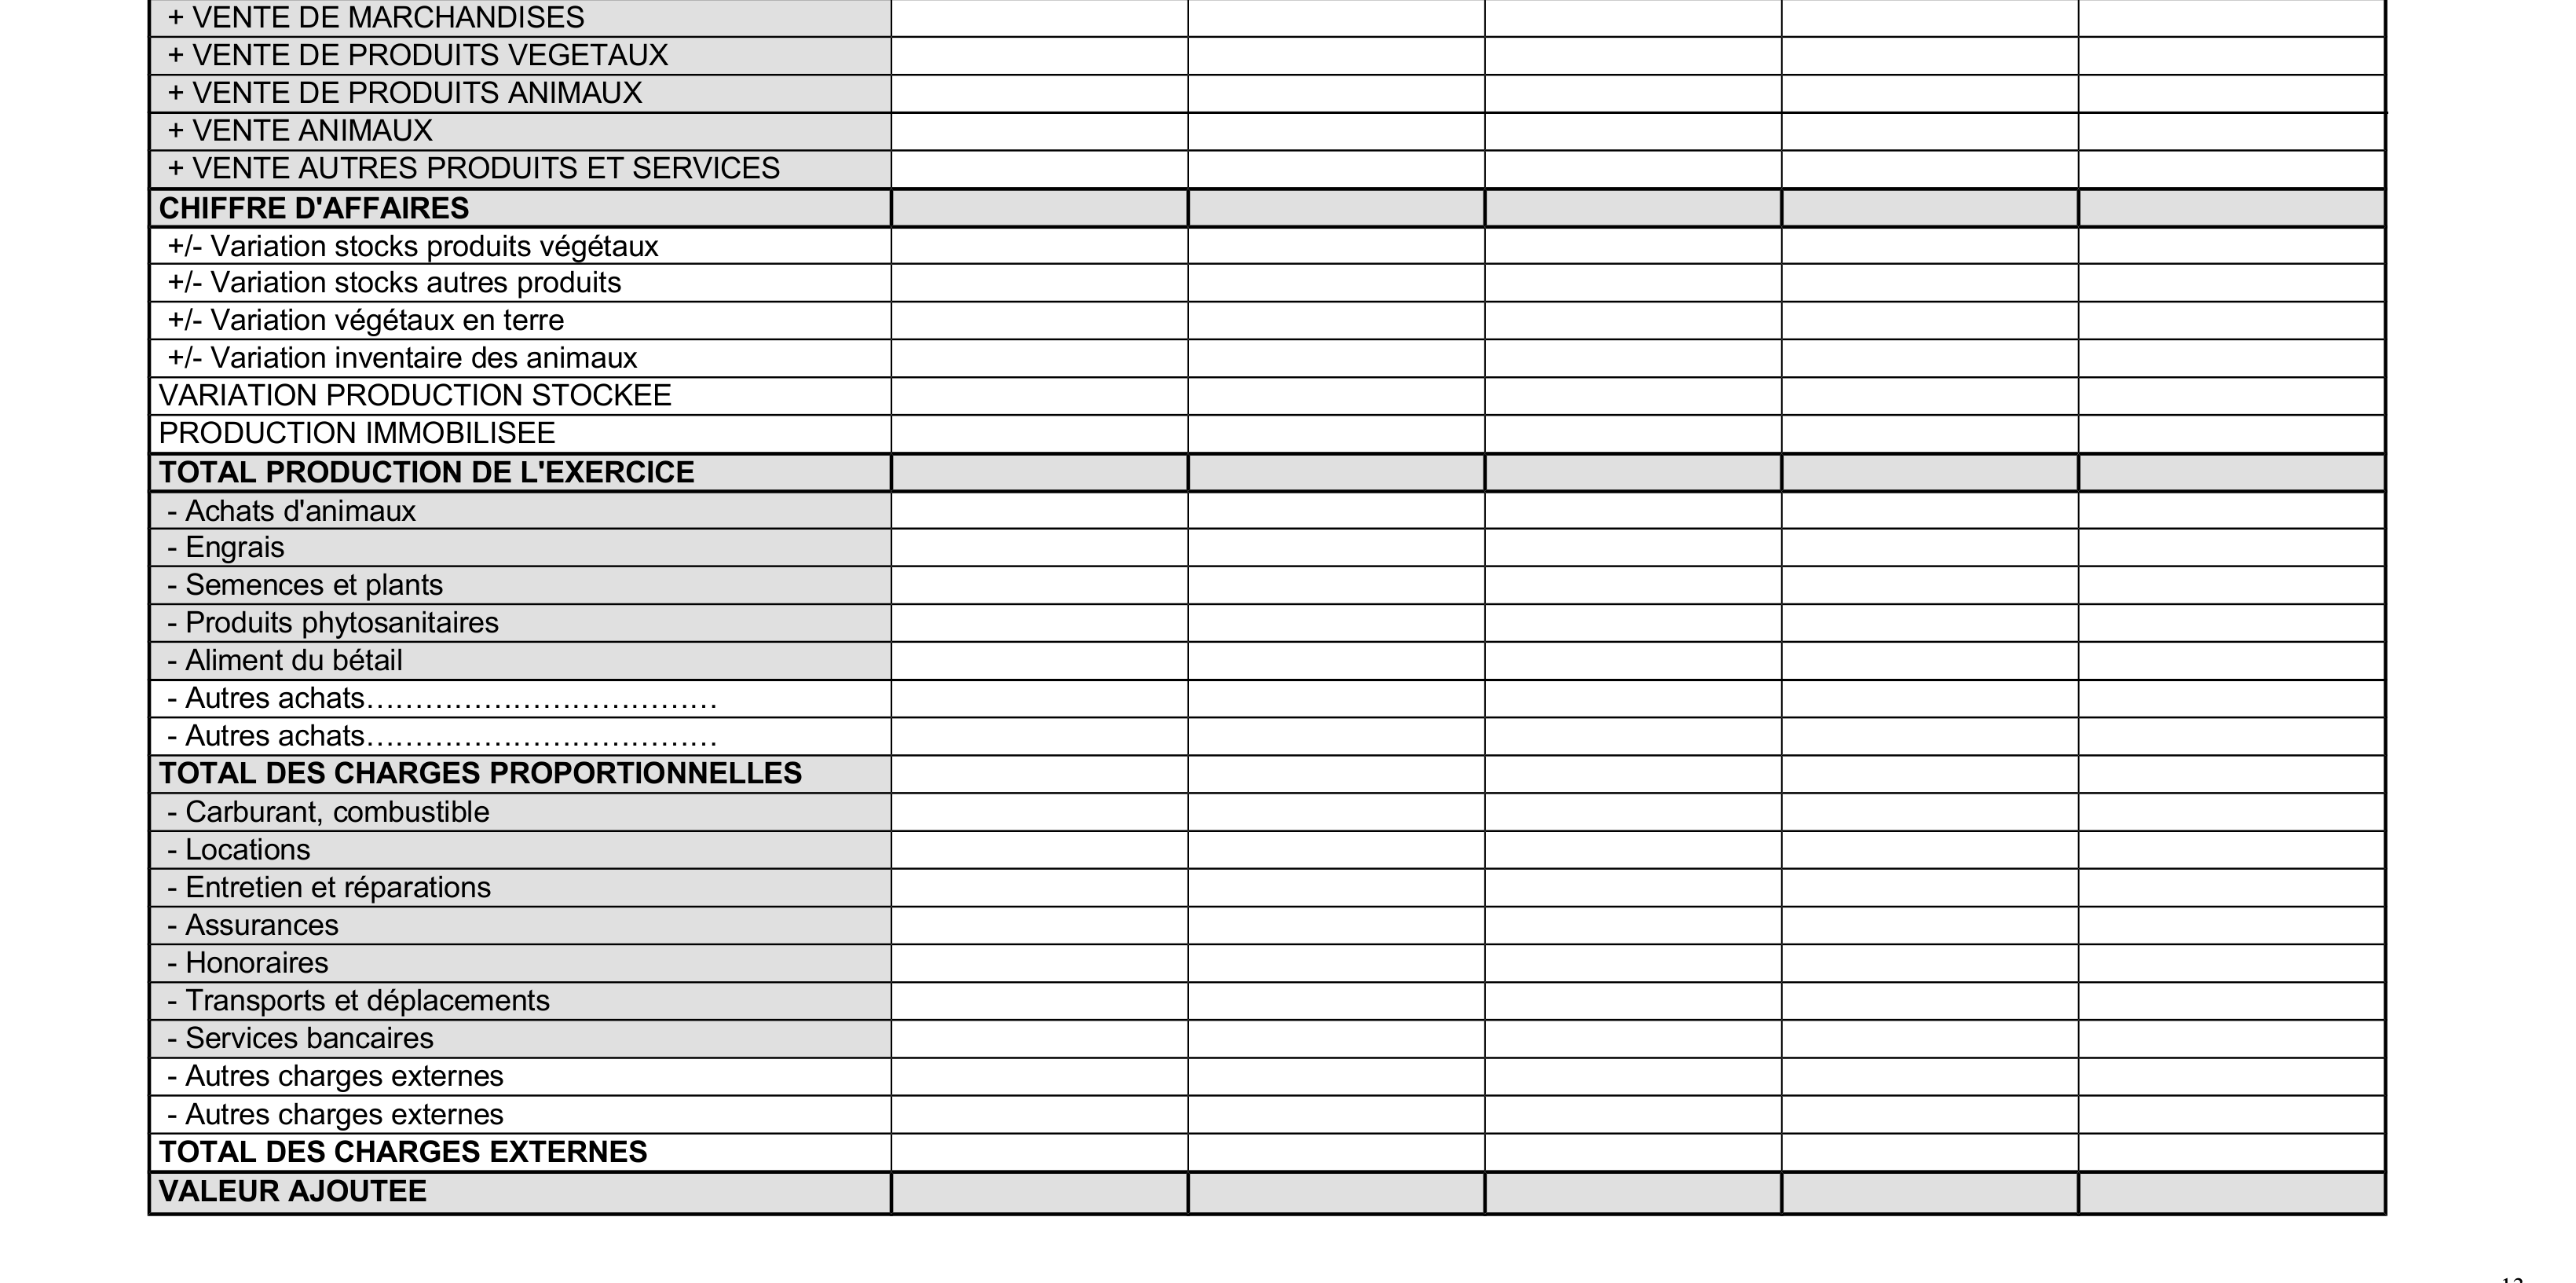 + VENTE DE MARCHANDISES
+ VENTE DE PRODUITS VEGETAUX
+ VENTE DE PRODUITS ANIMAUX
+ VENTE ANIMAUX
+ VENTE AUTRES PRODUITS ET SERVICES
CHIFFRE D'AFFAIRES
+/- Variation stocks produits végétaux
+/- Variation stocks autres produits
+/- Variation végétaux en terre
+/- Variation inventaire des animaux
VARIATION PRODUCTION STOCKEE
PRODUCTION IMMOBILISEE
TOTAL PRODUCTION DE L'EXERCICE
- Achats d'animaux
- Engrais
- Semences et plants
- Produits phytosanitaires
- Aliment du bétail
- Autres achats………………………………
- Autres achats………………………………
TOTAL DES CHARGES PROPORTIONNELLES
- Carburant, combustible
- Locations
- Entretien et réparations
- Assurances
- Honoraires
- Transports et déplacements
- Services bancaires
- Autres charges externes
- Autres charges externes
TOTAL DES CHARGES EXTERNES
VALEUR AJOUTEE